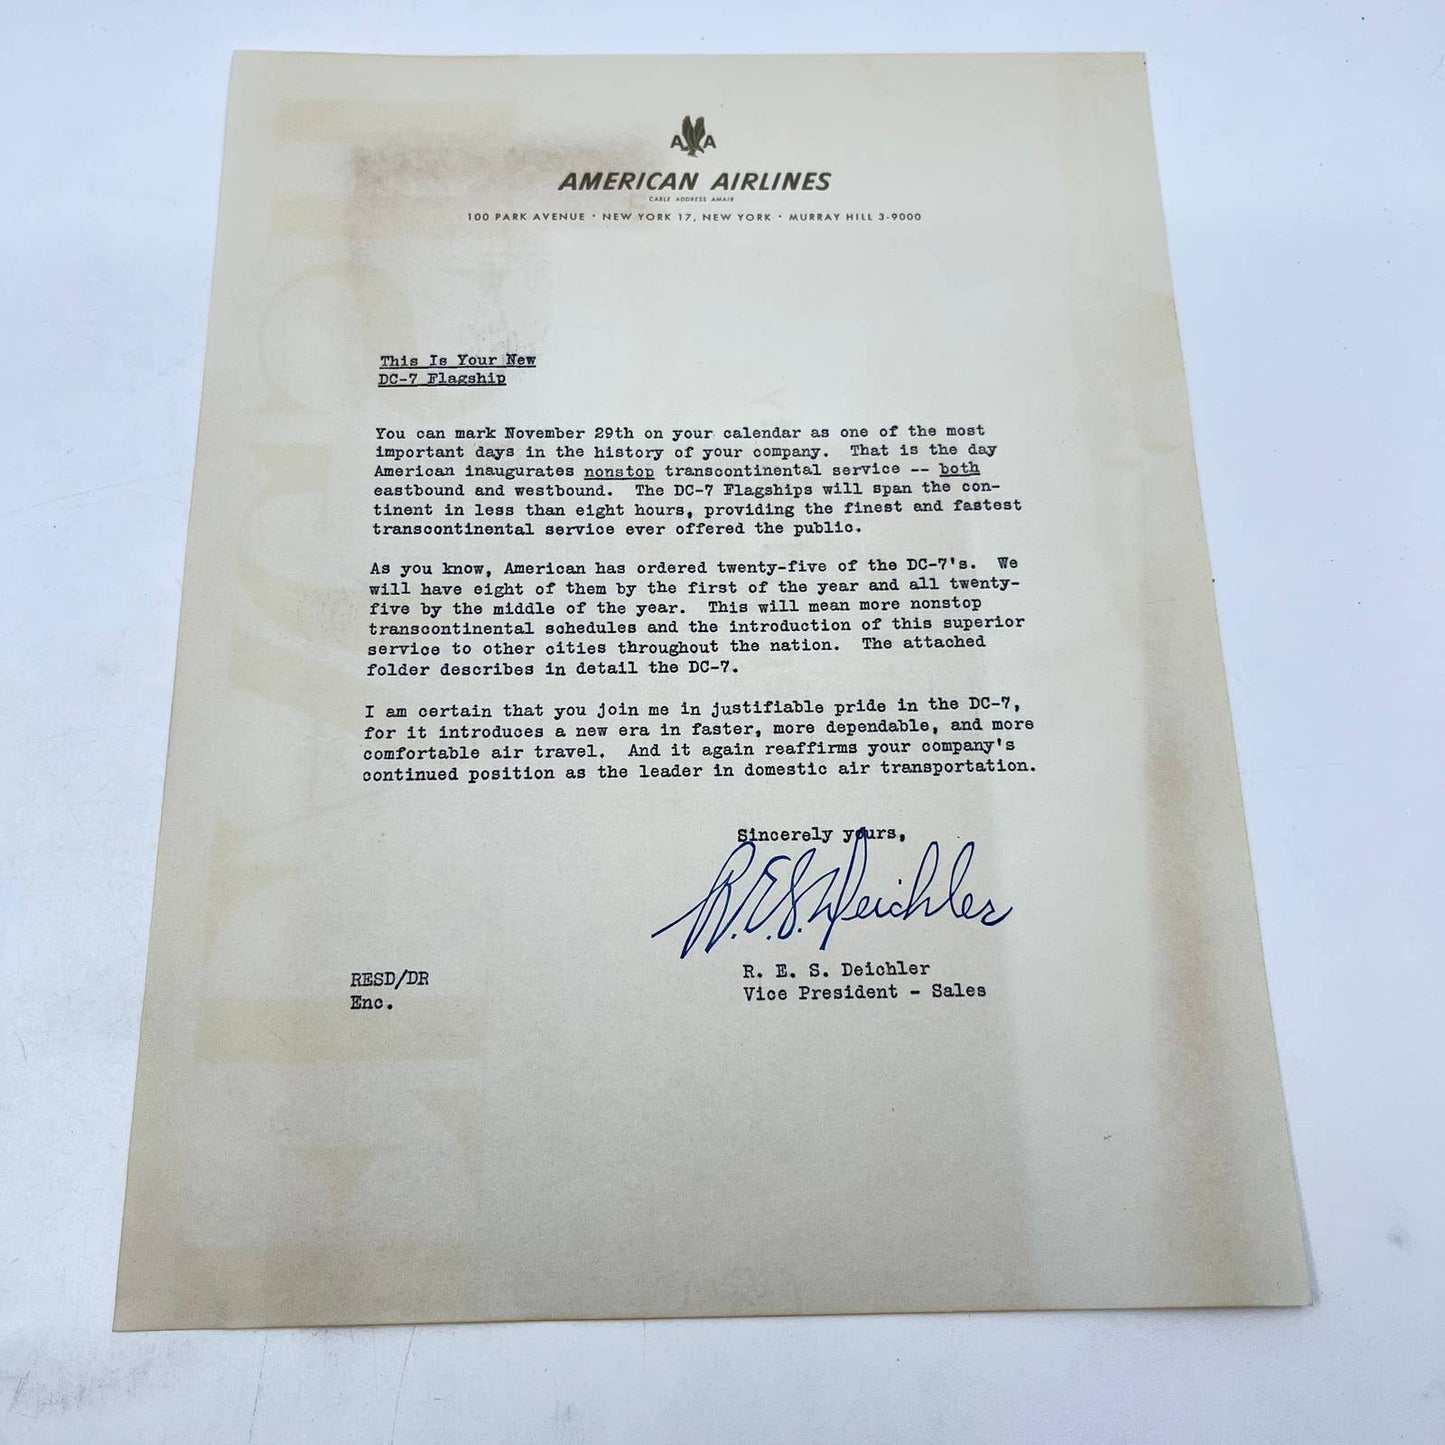 A A
AMERICAN AIRLINES
CABLE ADDRESS AMAIR
100 PARK AVENUE · NEW YORK 17, NEW YORK · MURRAY HILL 3-9000
This Is Your New
DC-7 Flagship
You can mark November 29th on your calendar as one of the most
important days in the history of your company. That is the day
American inaugurates nonstop transcontinental service -- both
eastbound and westbound. The DC-7 Flagships will span the con-
tinent in less than eight hours, providing the finest and fastest
transcontinental service ever offered the public.
As you know, American has ordered twenty-five of the DC-7's. We
will have eight of them by the first of the year and all twenty-
five by the middle of the year. This will mean more nonstop
transcontinental schedules and the introduction of this superior
service to other cities throughout the nation. The attached
folder describes in detail the DC-7.
I am certain that you join me in justifiable pride in the DC-7,
for it introduces a new era in faster, more dependable, and more
comfortable air travel. And it again reaffirms your company's
continued position as the leader in domestic air transportation.
Sincerely yours,
R.E.S. Deichler
R. E. S. Deichler
Vice President - Sales
RESD/DR
Enc.